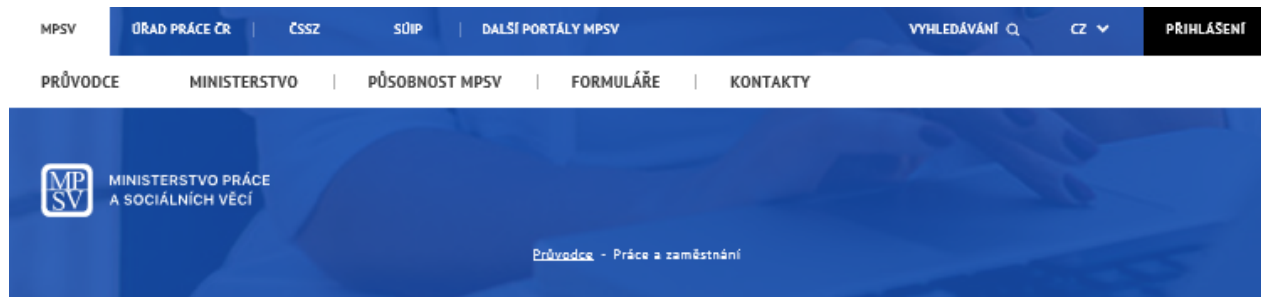 MPSV ÚŘAD PRÁCE ČR | ČSSZ SÚIP | DALŠÍ PORTÁLY MPSV VYHLEDÁVÁNÍ CZ PŘIHLÁŠENÍ
PRŮVODCE MINISTERSTVO | PŮSOBNOST MPSV | FORMULÁŘE | KONTAKTY
MP
SV
MINISTERSTVO PRÁCE
A SOCIÁLNÍCH VĚCÍ
Průvodce - Práce a zaměstnání